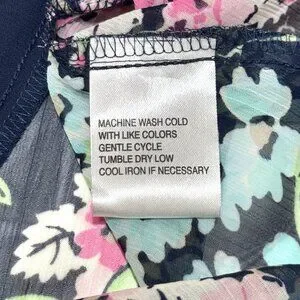 MACHINE WASH COLD
WITH LIKE COLORS
GENTLE CYCLE
TUMBLE DRY LOW
COOL IRON IF NECESSARY